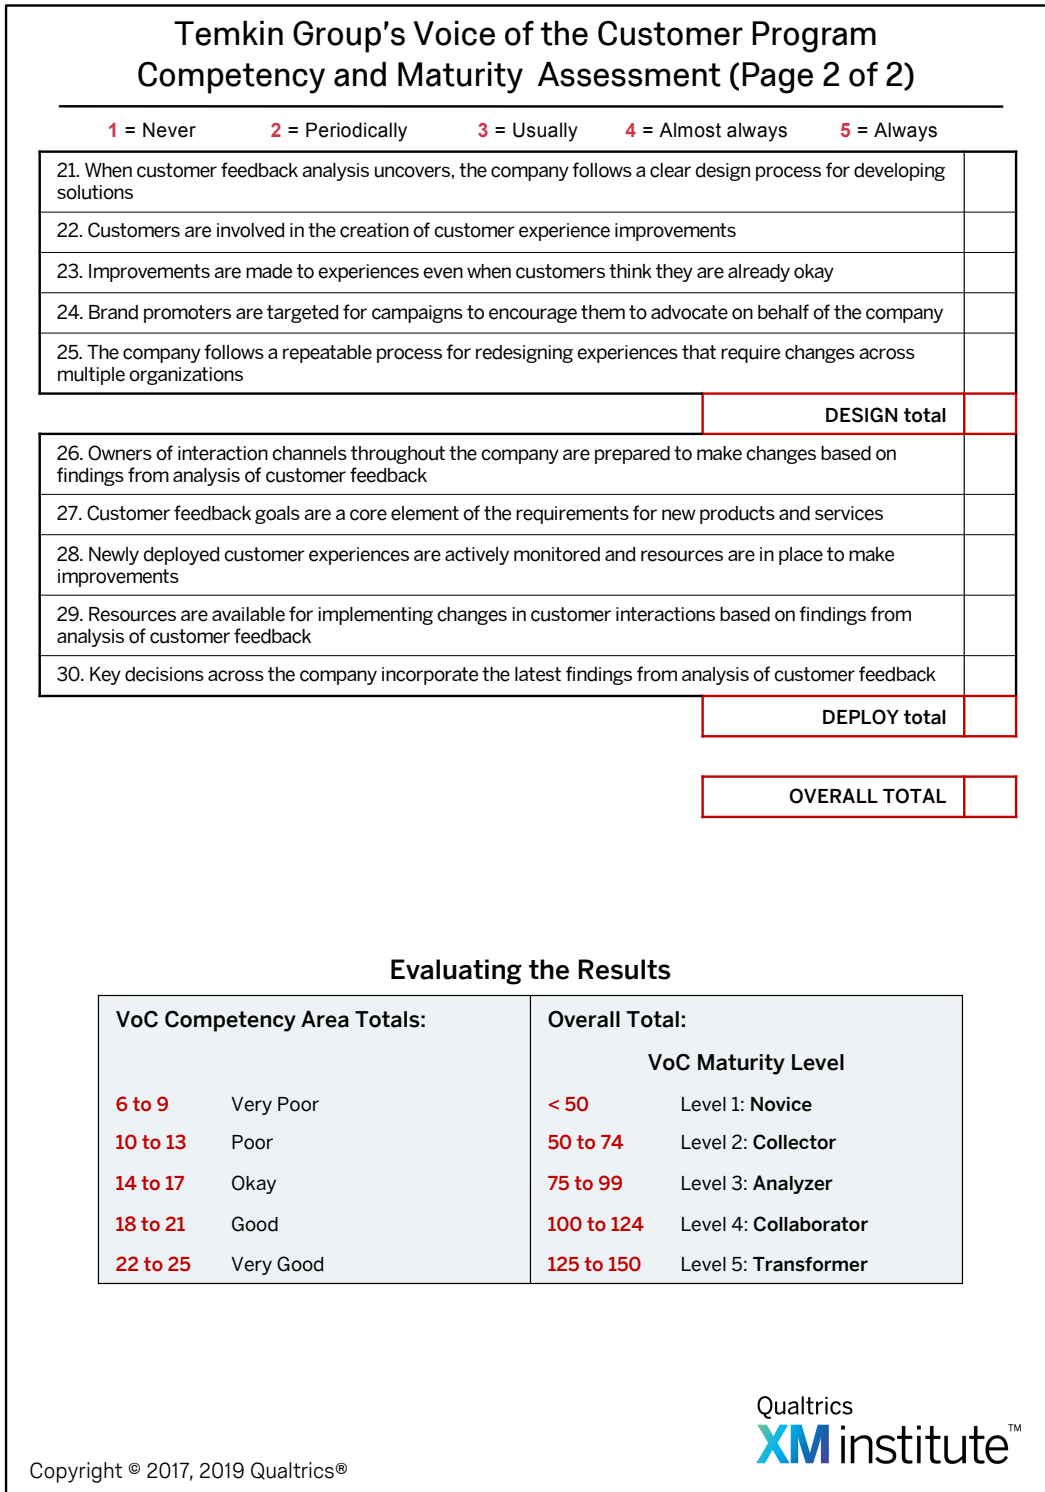 Temkin Group's Voice of the Customer Program
Competency and Maturity Assessment (Page 2 of 2)
1 = Never 2 = Periodically 3 = Usually 4 = Almost always 5 = Always
21. When customer feedback analysis uncovers, the company follows a clear design process for developing
solutions
22. Customers are involved in the creation of customer experience improvements
23. Improvements are made to experiences even when customers think they are already okay
24. Brand promoters are targeted for campaigns to encourage them to advocate on behalf of the company
25. The company follows a repeatable process for redesigning experiences that require changes across
multiple organizations
DESIGN total
26. Owners of interaction channels throughout the company are prepared to make changes based on
findings from analysis of customer feedback
27. Customer feedback goals are a core element of the requirements for new products and services
28. Newly deployed customer experiences are actively monitored and resources are in place to make
improvements
29. Resources are available for implementing changes in customer interactions based on findings from
analysis of customer feedback
30. Key decisions across the company incorporate the latest findings from analysis of customer feedback
DEPLOY total
OVERALL TOTAL
Evaluating the Results
VoC Competency Area Totals:
6 to 9 Very Poor
10 to 13 Poor
14 to 17 Okay
18 to 21 Good
22 to 25 Very Good
Overall Total:
VoC Maturity Level
< 50 Level 1: Novice
50 to 74 Level 2: Collector
75 to 99 Level 3: Analyzer
100 to 124 Level 4: Collaborator
125 to 150 Level 5: Transformer
Qualtrics
XM institute™
Copyright © 2017, 2019 Qualtrics®